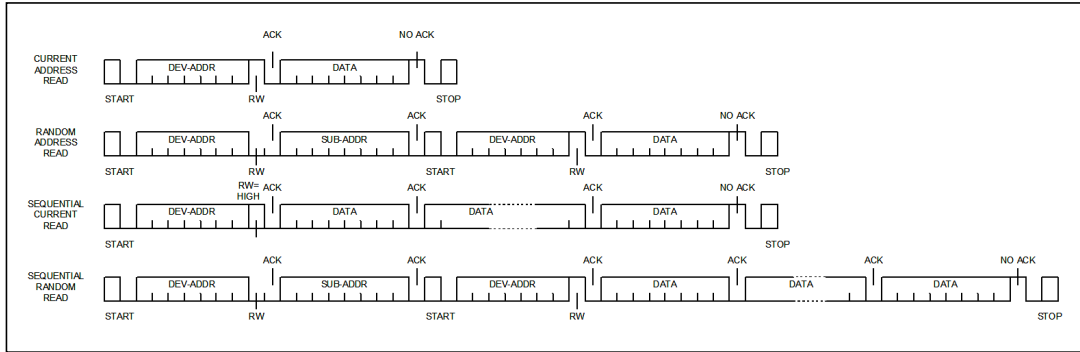 ACK NO ACK
CURRENT
ADDRESS
READ
DEV-ADDR DATA
START RW STOP
ACK ACK ACK NO ACK
RANDOM
ADDRESS
READ
DEV-ADDR SUB-ADDR DEV-ADDR DATA
START RW START RW STOP
RW=
HIGH
ACK ACK ACK NO ACK
SEQUENTIAL
CURRENT
READ
DEV-ADDR DATA DATA DATA
START STOP
ACK ACK ACK ACK ACK NO ACK
SEQUENTIAL
RANDOM
READ
DEV-ADDR SUB-ADDR DEV-ADDR DATA DATA DATA
START RW START RW STOP